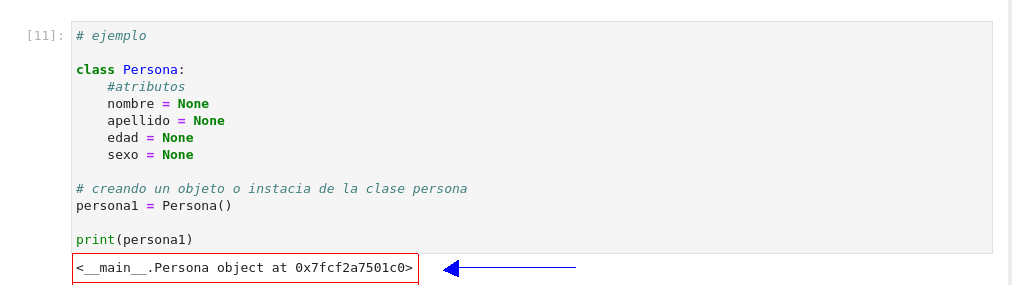 [11]: # ejemplo
class Persona:
#atributos
nombre = None
apellido = None
edad = None
sexo = None
# creando un objeto o instacia de la clase persona
persona1 = Persona()
print(persona1)
<__main__.Persona object at 0x7fcf2a7501c0>